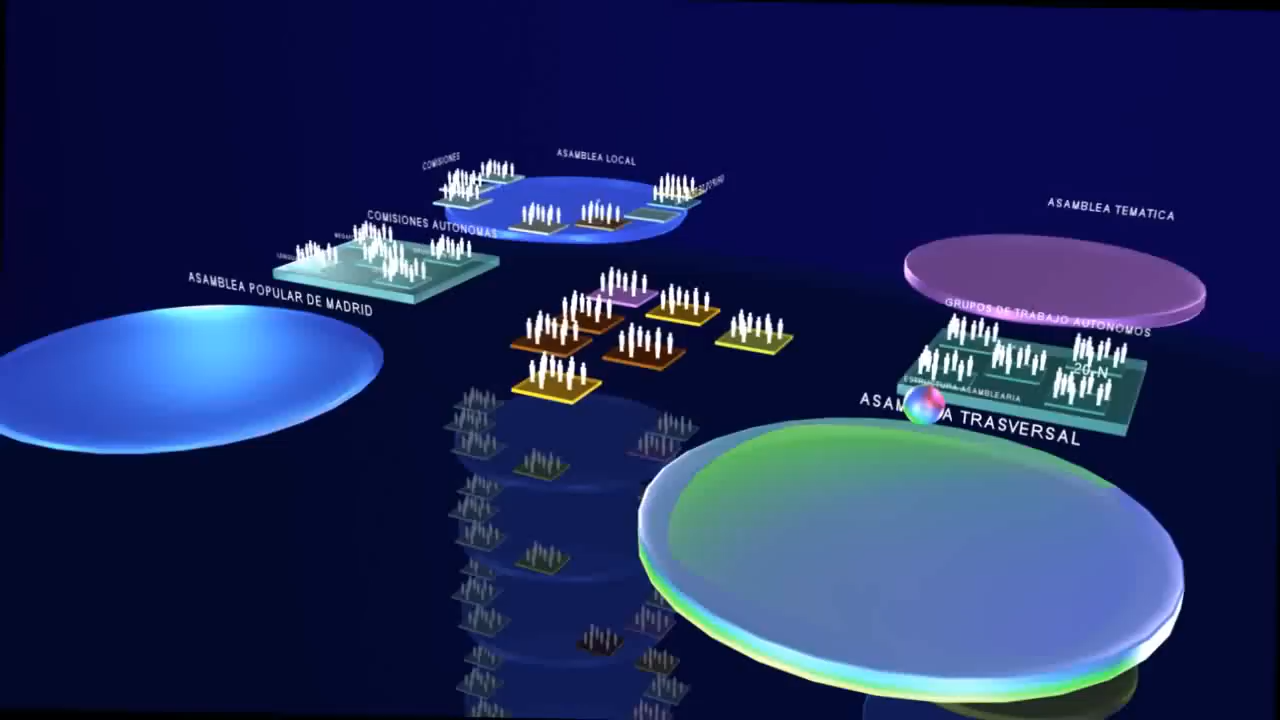 COMISIONES
ASAMBLEA LOCAL
COMISIONES AUTONOMAS
ASAMBLEA TEMATICA
ASAMBLEA POPULAR DE MADRID
GRUPOS DE TRABAJO AUTONOMOS
20-N
ESTRUCTURA ASAMBLEARIA
ASA A TRASVERSAL